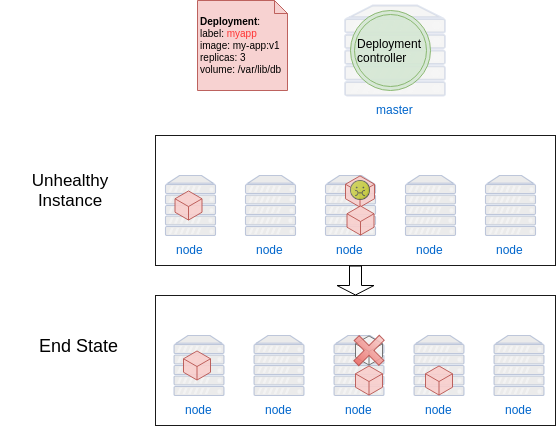 Deployment:
label: myapp
image: my-app:v1
replicas: 3
volume: /var/lib/db
Deployment
controller
master
Unhealthy
Instance
node
node
node
node
node
End State
node
node
node
node
node